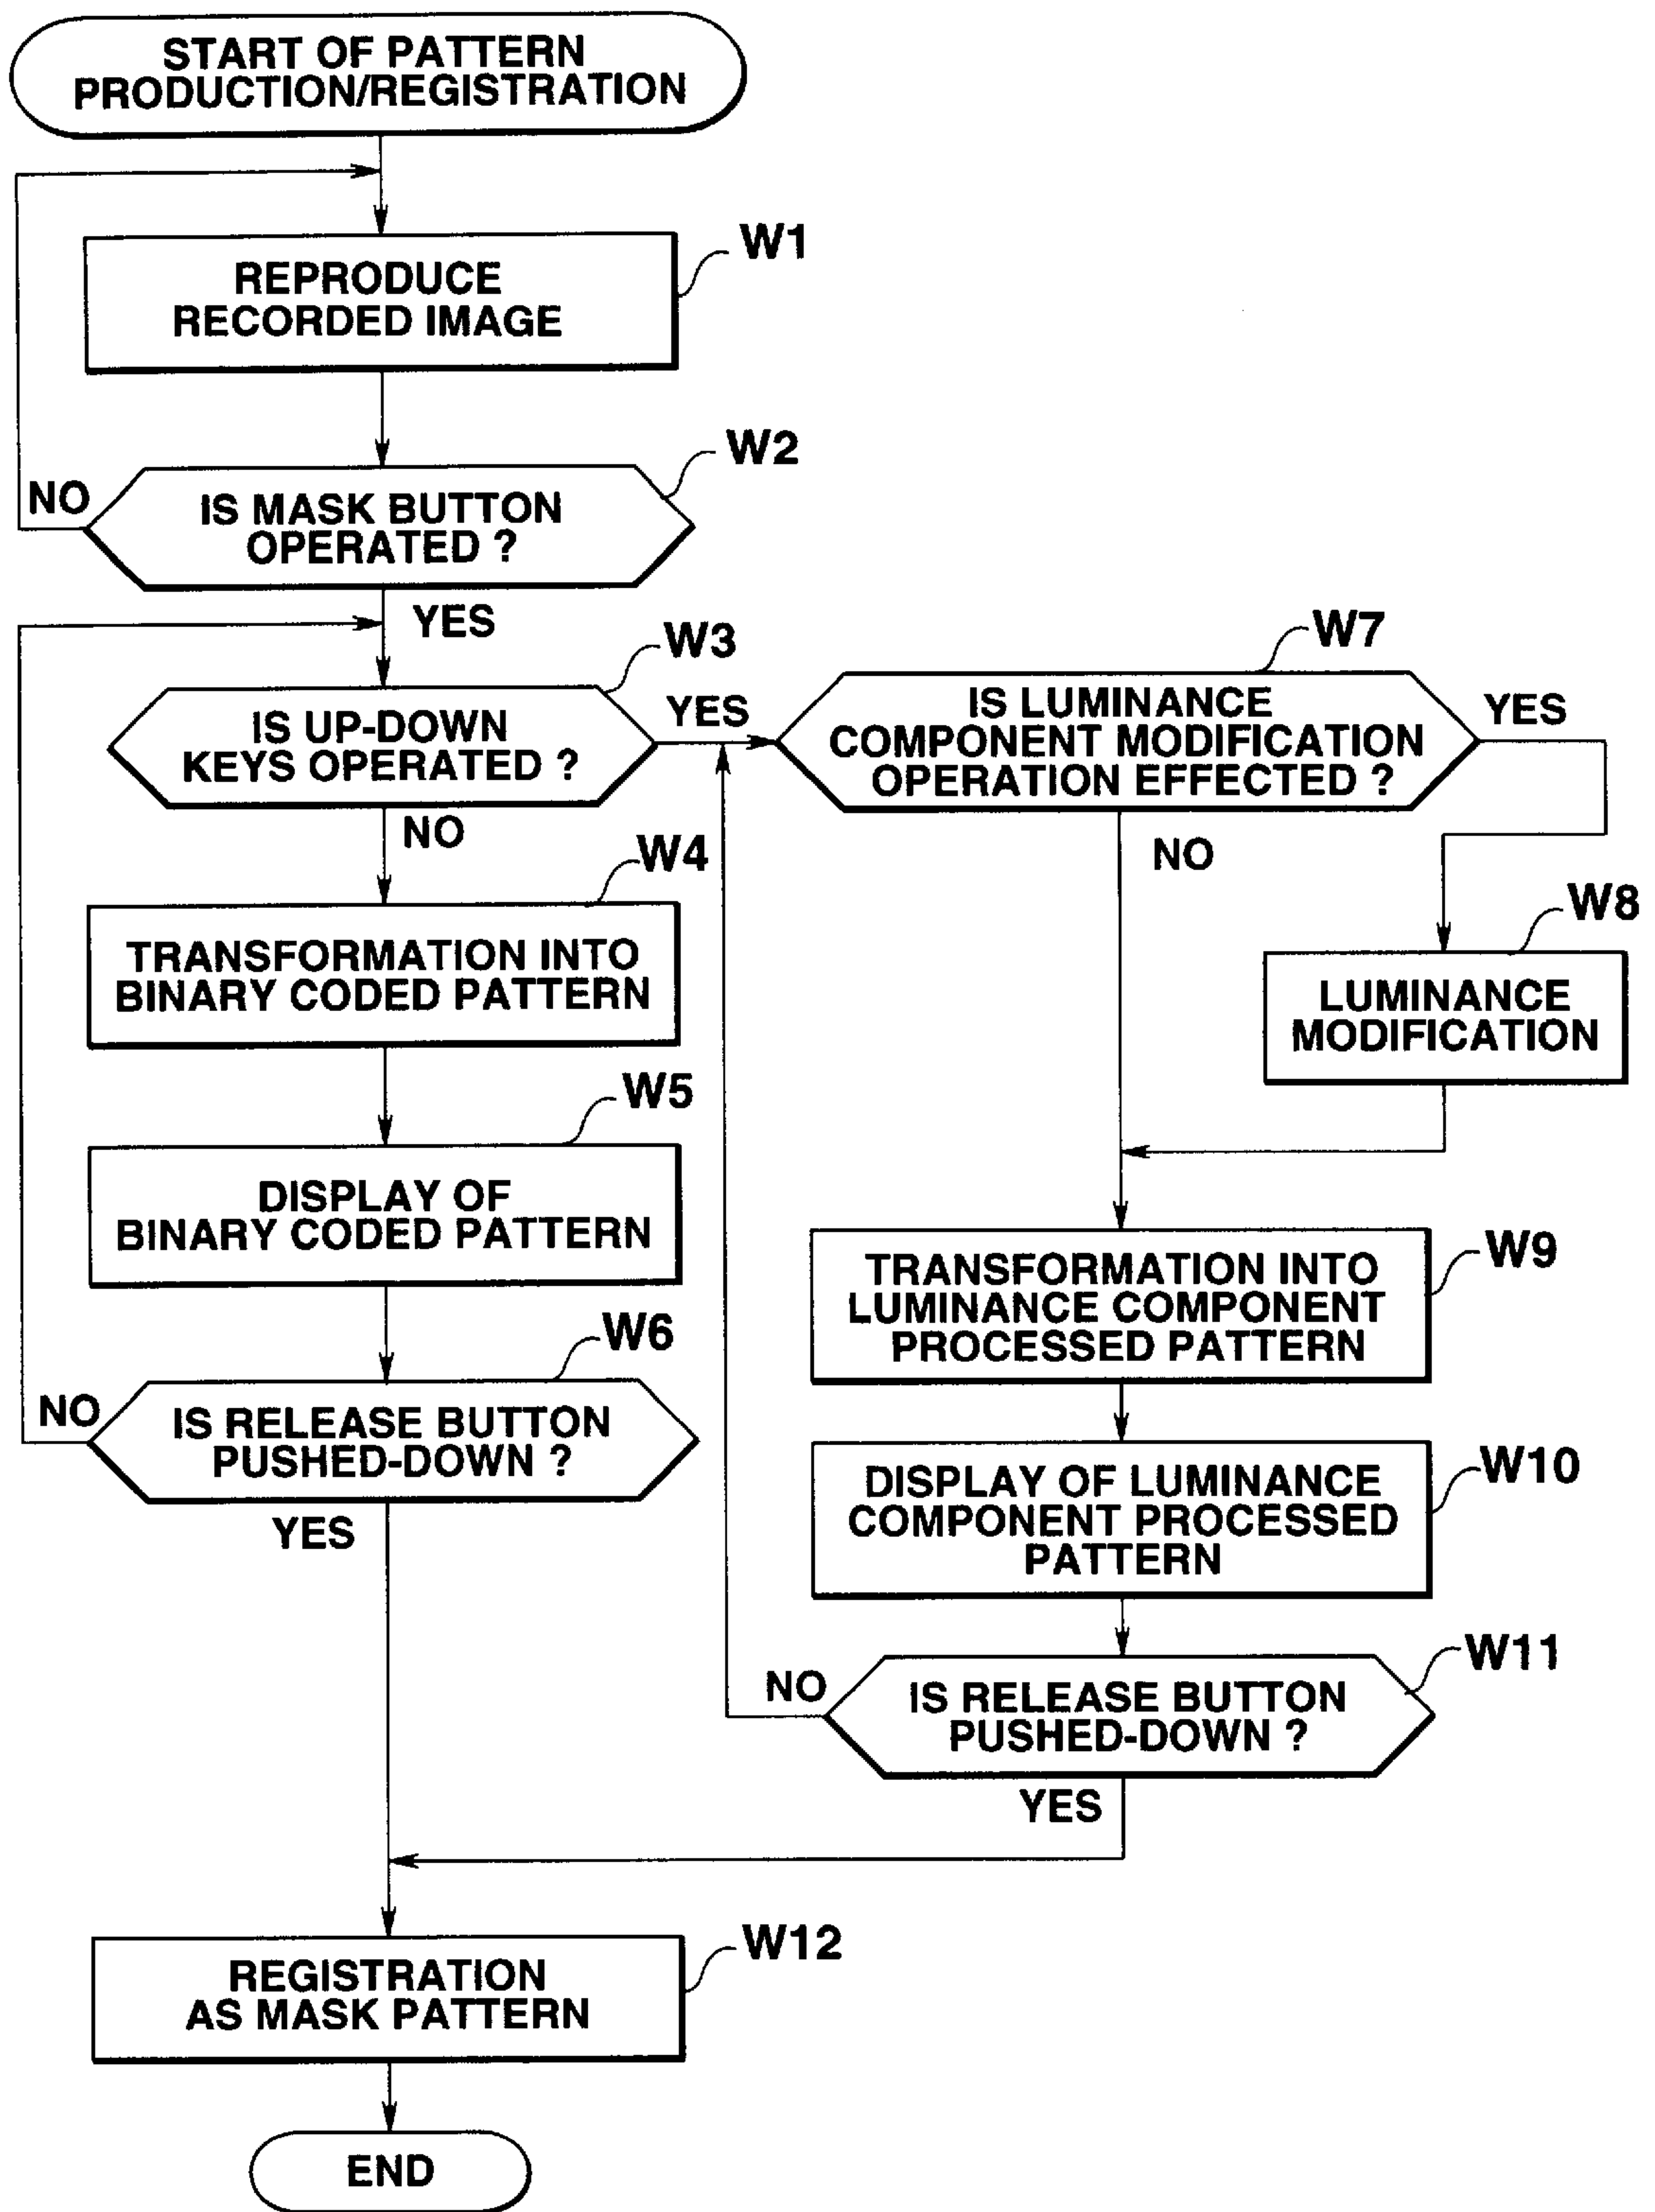 START OF PATTERN
PRODUCTION/REGISTRATION
W1
REPRODUCE
RECORDED IMAGE
W2
NO
IS MASK BUTTON
OPERATED ?
YES
W3
IS UP-DOWN
KEYS OPERATED ?
YES
NO
W4
TRANSFORMATION INTO
BINARY CODED PATTERN
W5
DISPLAY OF
BINARY CODED PATTERN
W6
NO
IS RELEASE BUTTON
PUSHED-DOWN ?
YES
W7
IS LUMINANCE
COMPONENT MODIFICATION
OPERATION EFFECTED ?
YES
NO
W8
LUMINANCE
MODIFICATION
W9
TRANSFORMATION INTO
LUMINANCE COMPONENT
PROCESSED PATTERN
W10
DISPLAY OF LUMINANCE
COMPONENT PROCESSED
PATTERN
W11
NO
IS RELEASE BUTTON
PUSHED-DOWN ?
YES
W12
REGISTRATION
AS MASK PATTERN
END